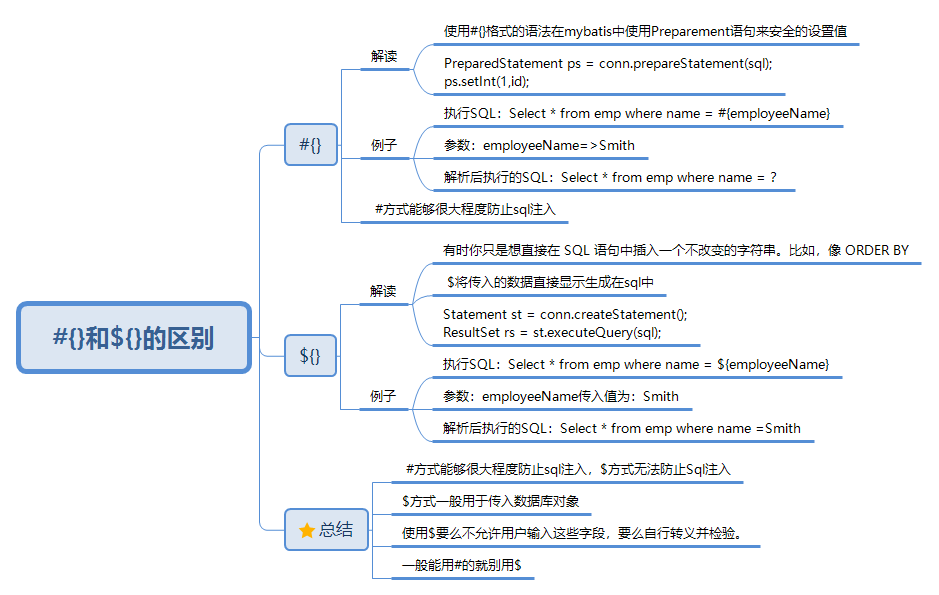 #{}和${}的区别
#{}
解读
使用#{}格式的语法在mybatis中使用Preparement语句来安全的设置值
PreparedStatement ps = conn.prepareStatement(sql);
ps.setInt(1,id);
例子
执行SQL：Select * from emp where name = #{employeeName}
参数：employeeName=>Smith
解析后执行的SQL：Select * from emp where name = ？
#方式能够很大程度防止sql注入
${}
解读
有时你只是想直接在 SQL 语句中插入一个不改变的字符串。比如，像 ORDER BY
$将传入的数据直接显示生成在sql中
Statement st = conn.createStatement();
ResultSet rs = st.executeQuery(sql);
例子
执行SQL：Select * from emp where name = ${employeeName}
参数：employeeName传入值为：Smith
解析后执行的SQL：Select * from emp where name =Smith
总结
#方式能够很大程度防止sql注入，$方式无法防止Sql注入
$方式一般用于传入数据库对象
使用$要么不允许用户输入这些字段，要么自行转义并检验。
一般能用#的就别用$